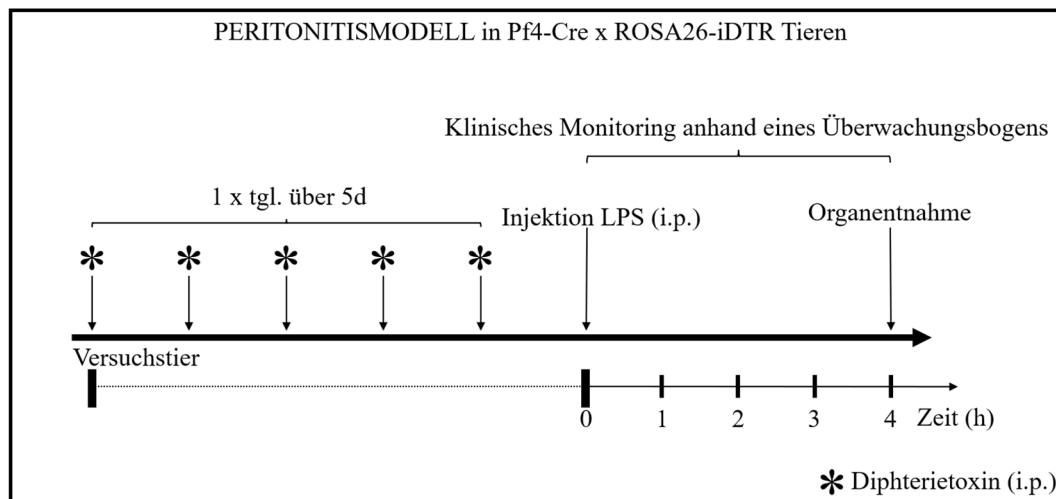 PERITONITISMODELL in Pf4-Cre x ROSA26-iDTR Tieren
Klinisches Monitoring anhand eines Überwachungsbogens
1 x tgl. über 5d
Injektion LPS (i.p.)
Organentnahme
* * * * *
Versuchstier
0 1 2 3 4 Zeit (h)
* Diphterietoxin (i.p.)